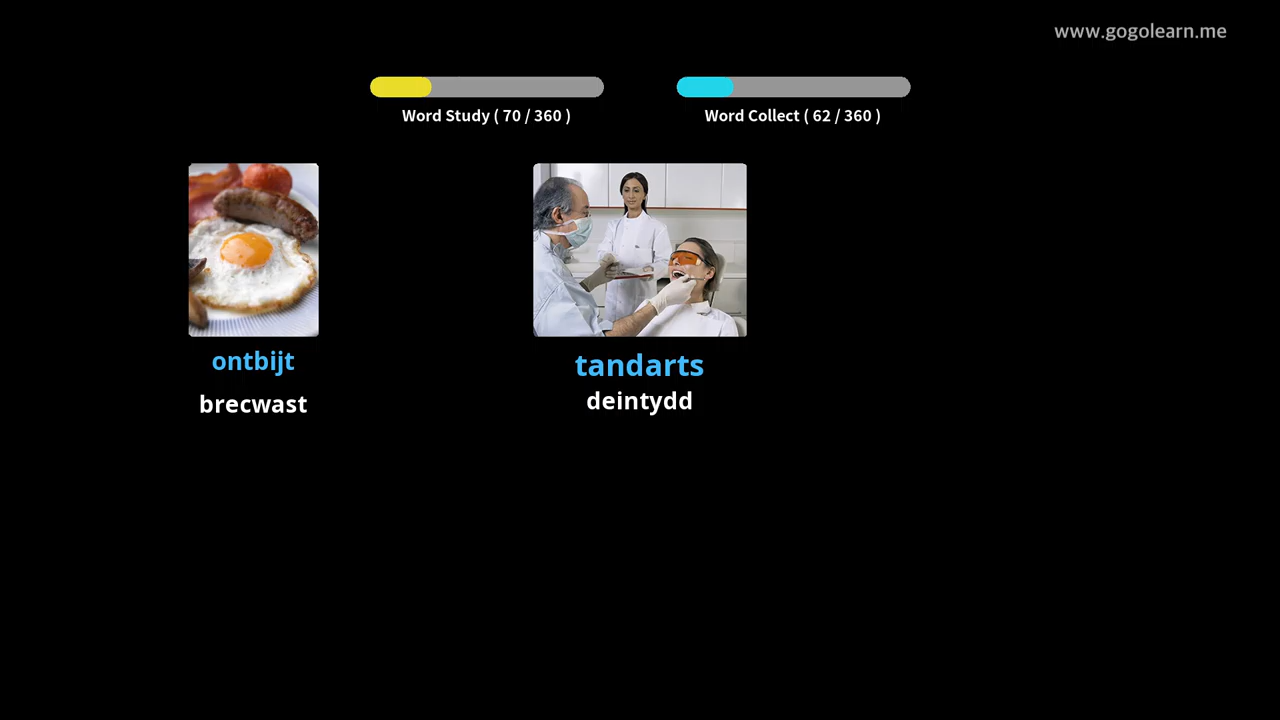 www.gogolearn.me
Word Study ( 70 / 360 )
Word Collect ( 62 / 360 )
ontbijt
brecwast
tandarts
deintydd